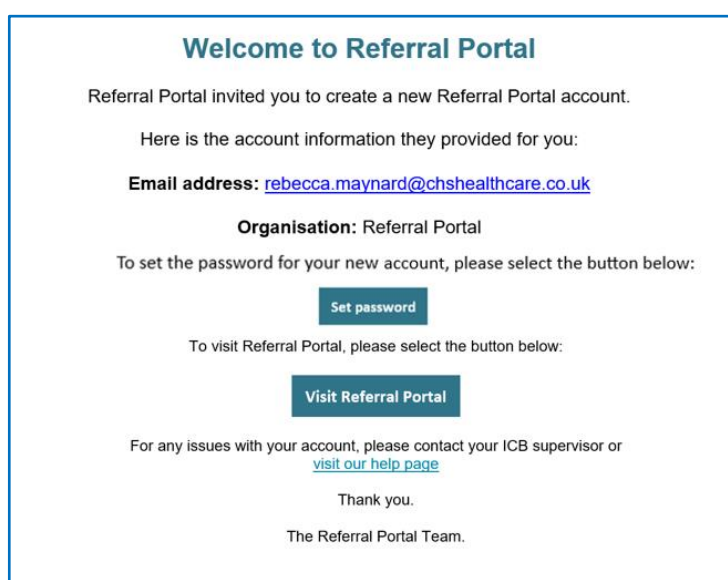 Welcome to Referral Portal
Referral Portal invited you to create a new Referral Portal account.
Here is the account information they provided for you:
Email address: rebecca.maynard@chshealthcare.co.uk
Organisation: Referral Portal
To set the password for your new account, please select the button below:
Set password
To visit Referral Portal, please select the button below:
Visit Referral Portal
For any issues with your account, please contact your ICB supervisor or
visit our help page
Thank you.
The Referral Portal Team.